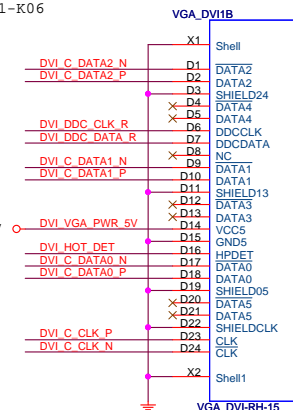 1-K06
VGA_DVI1B
X1 Shell
DVI_C_DATA2_N D1 DATA2
DVI_C_DATA2_P D2 DATA2
D3 SHIELD24
D4 DATA4
D5 DATA4
DVI_DDC_CLK_R D6 DDCCLK
DVI_DDC_DATA_R D7 DDCDATA
D8 NC
DVI_C_DATA1_N D9 DATA1
DVI_C_DATA1_P D10 DATA1
D11 SHIELD13
D12 DATA3
D13 DATA3
DVI_VGA_PWR_5V D14 VCC5
D15 GND5
DVI_HOT_DET D16 HPDET
DVI_C_DATA0_N D17 DATA0
DVI_C_DATA0_P D18 DATA0
D19 SHIELD05
D20 DATA5
D21 DATA5
D22 SHIELDCLK
DVI_C_CLK_P D23 CLK
DVI_C_CLK_N D24 CLK
X2 Shell1
VGA_DVI-RH-15